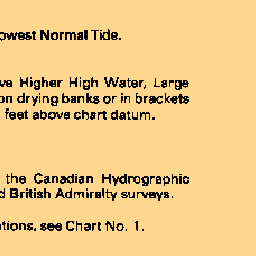 owest Normal Tide.
ve Higher High Water, Large
on drying banks or in brackets
feet above chart datum.
the Canadian Hydrographic
d British Admiralty surveys.
tions, see Chart No. 1.